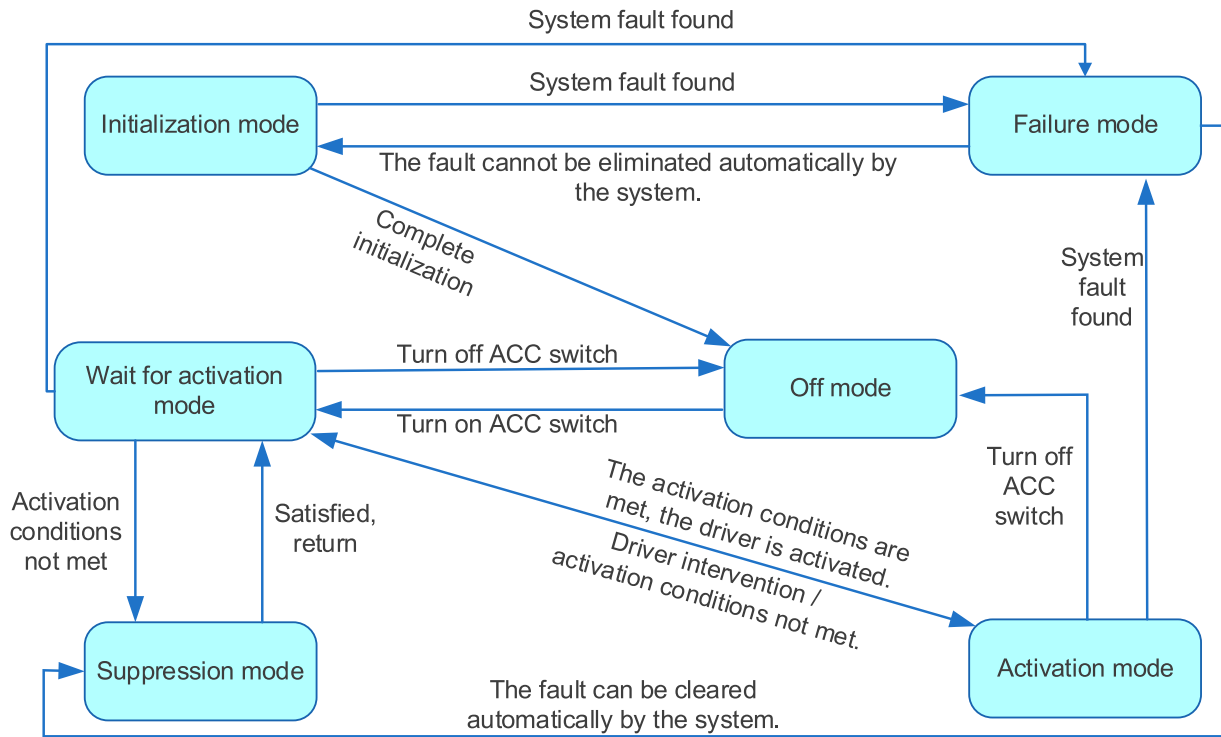 System fault found
System fault found
Initialization mode
Failure mode
The fault cannot be eliminated automatically by
the system.
Complete
initialization
System
fault
found
Turn off ACC switch
Wait for activation
mode
Off mode
Turn on ACC switch
Turn off
ACC
switch
The activation conditions are
met, the driver is activated.
Driver intervention /
activation conditions not met.
Activation
conditions
not met
Satisfied,
return
Suppression mode
Activation mode
The fault can be cleared
automatically by the system.